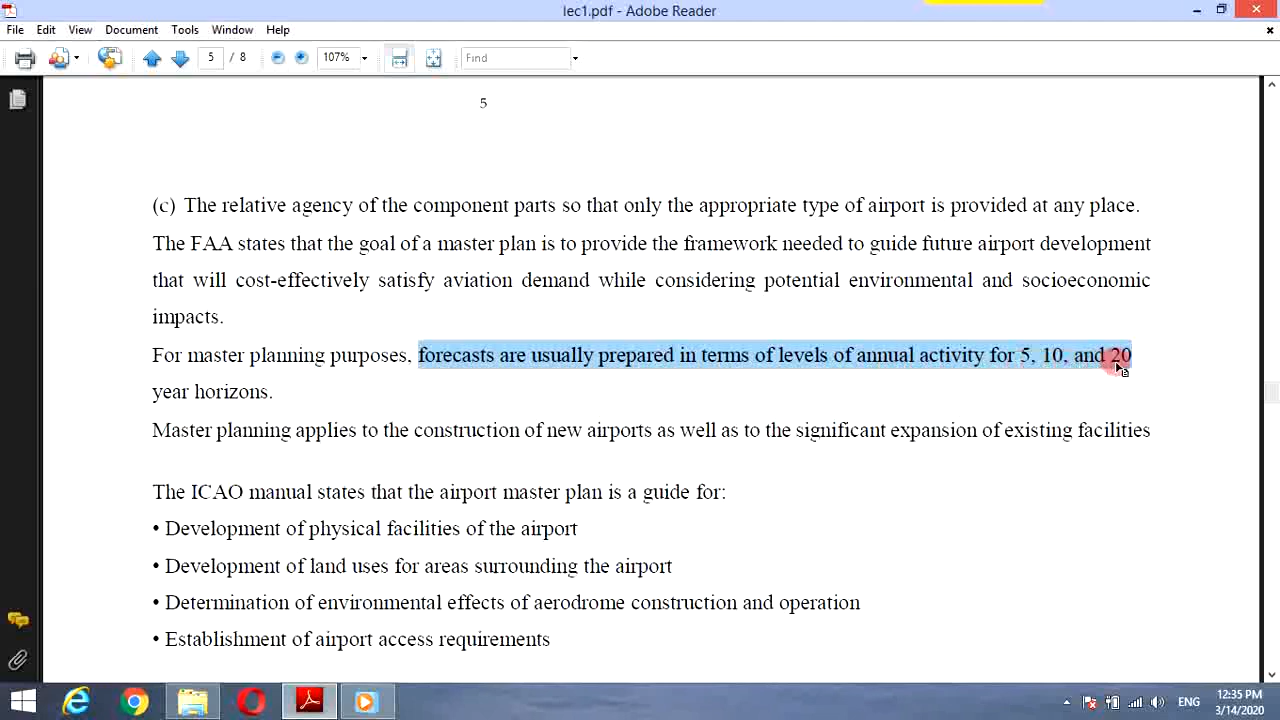 lec1.pdf - Adobe Reader
File Edit View Document Tools Window Help
5 / 8 107% Find
5
(c) The relative agency of the component parts so that only the appropriate type of airport is provided at any place.
The FAA states that the goal of a master plan is to provide the framework needed to guide future airport development
that will cost-effectively satisfy aviation demand while considering potential environmental and socioeconomic
impacts.
For master planning purposes, forecasts are usually prepared in terms of levels of annual activity for 5, 10, and 20
year horizons.
Master planning applies to the construction of new airports as well as to the significant expansion of existing facilities
The ICAO manual states that the airport master plan is a guide for:
• Development of physical facilities of the airport
• Development of land uses for areas surrounding the airport
• Determination of environmental effects of aerodrome construction and operation
• Establishment of airport access requirements
ENG
12:35 PM
3/14/2020